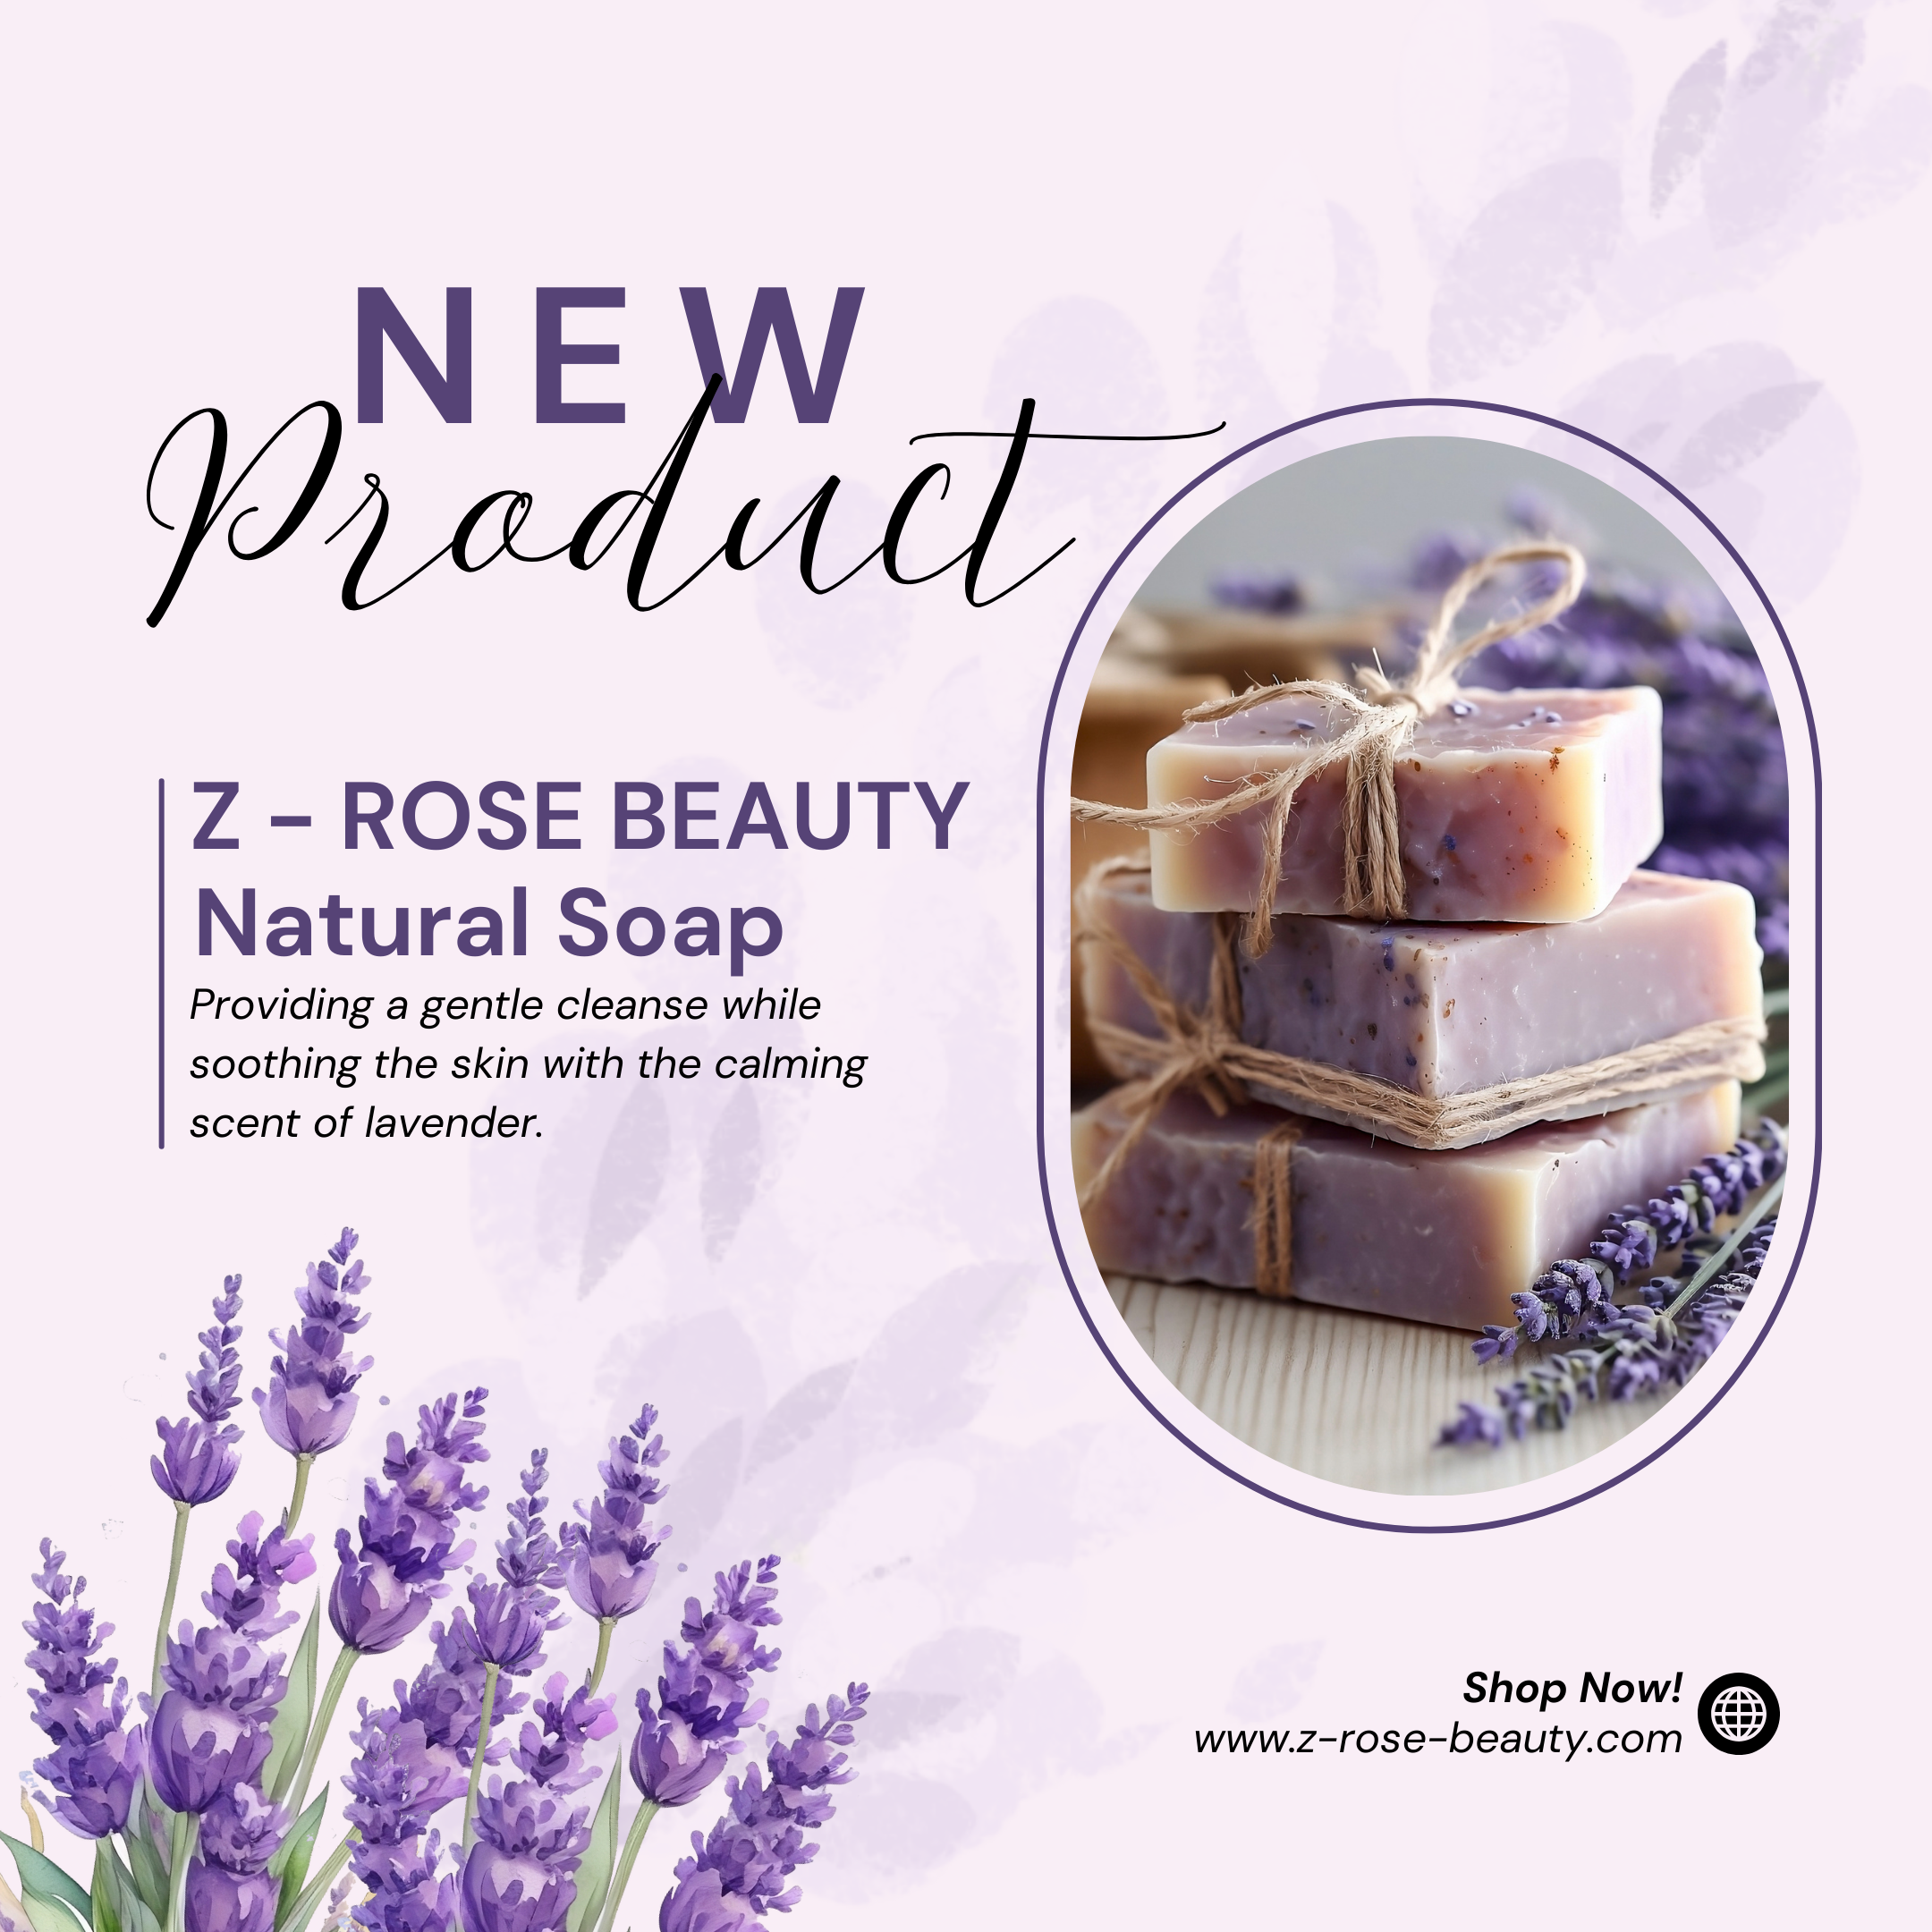 NEW
Product
Z – ROSE BEAUTY
Natural Soap
Providing a gentle cleanse while
soothing the skin with the calming
scent of lavender.
Shop Now!
www.z-rose-beauty.com